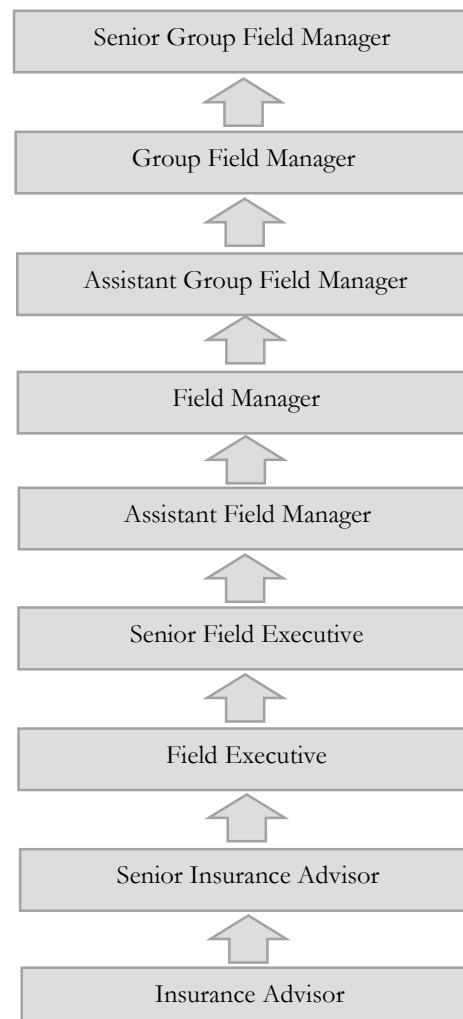 Senior Group Field Manager
Group Field Manager
Assistant Group Field Manager
Field Manager
Assistant Field Manager
Senior Field Executive
Field Executive
Senior Insurance Advisor
Insurance Advisor